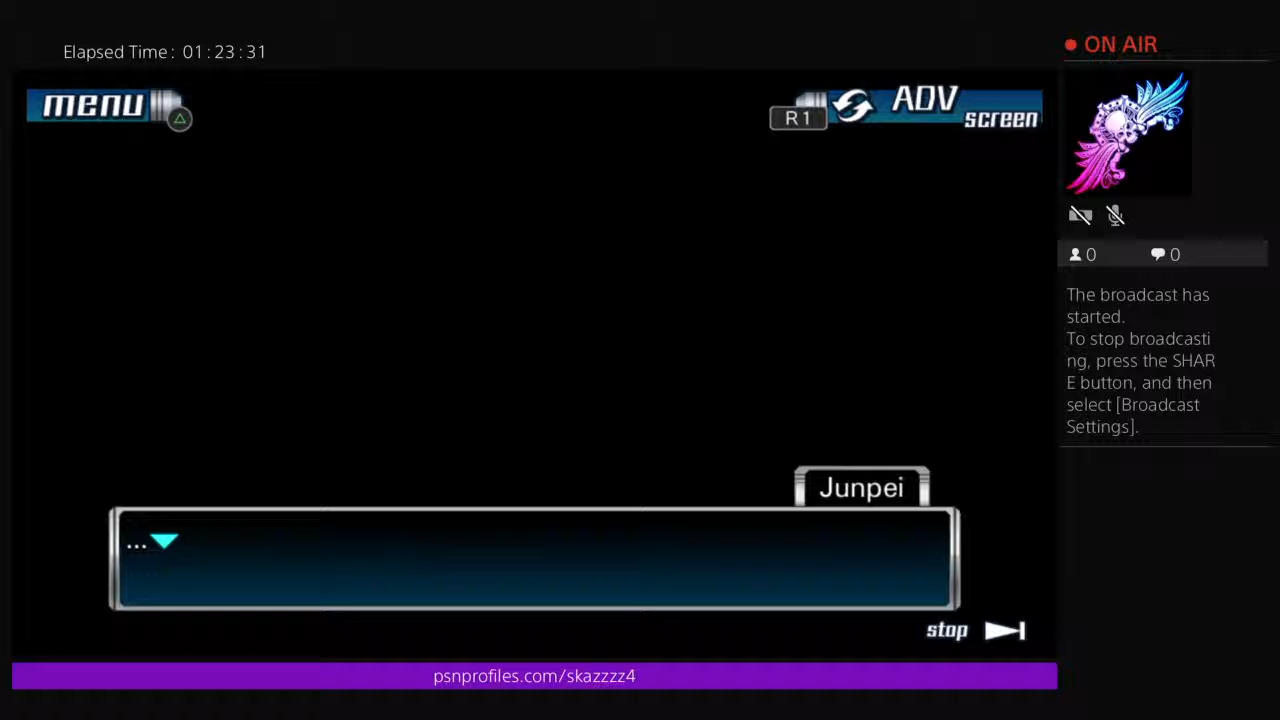 Elapsed Time: 01:23:31
ON AIR
menu
R1
ADV
screen
0
0
The broadcast has
started.
To stop broadcasti
ng, press the SHAR
E button, and then
select [Broadcast
Settings].
Junpei
...
stop
psnprofiles.com/skazzzz4